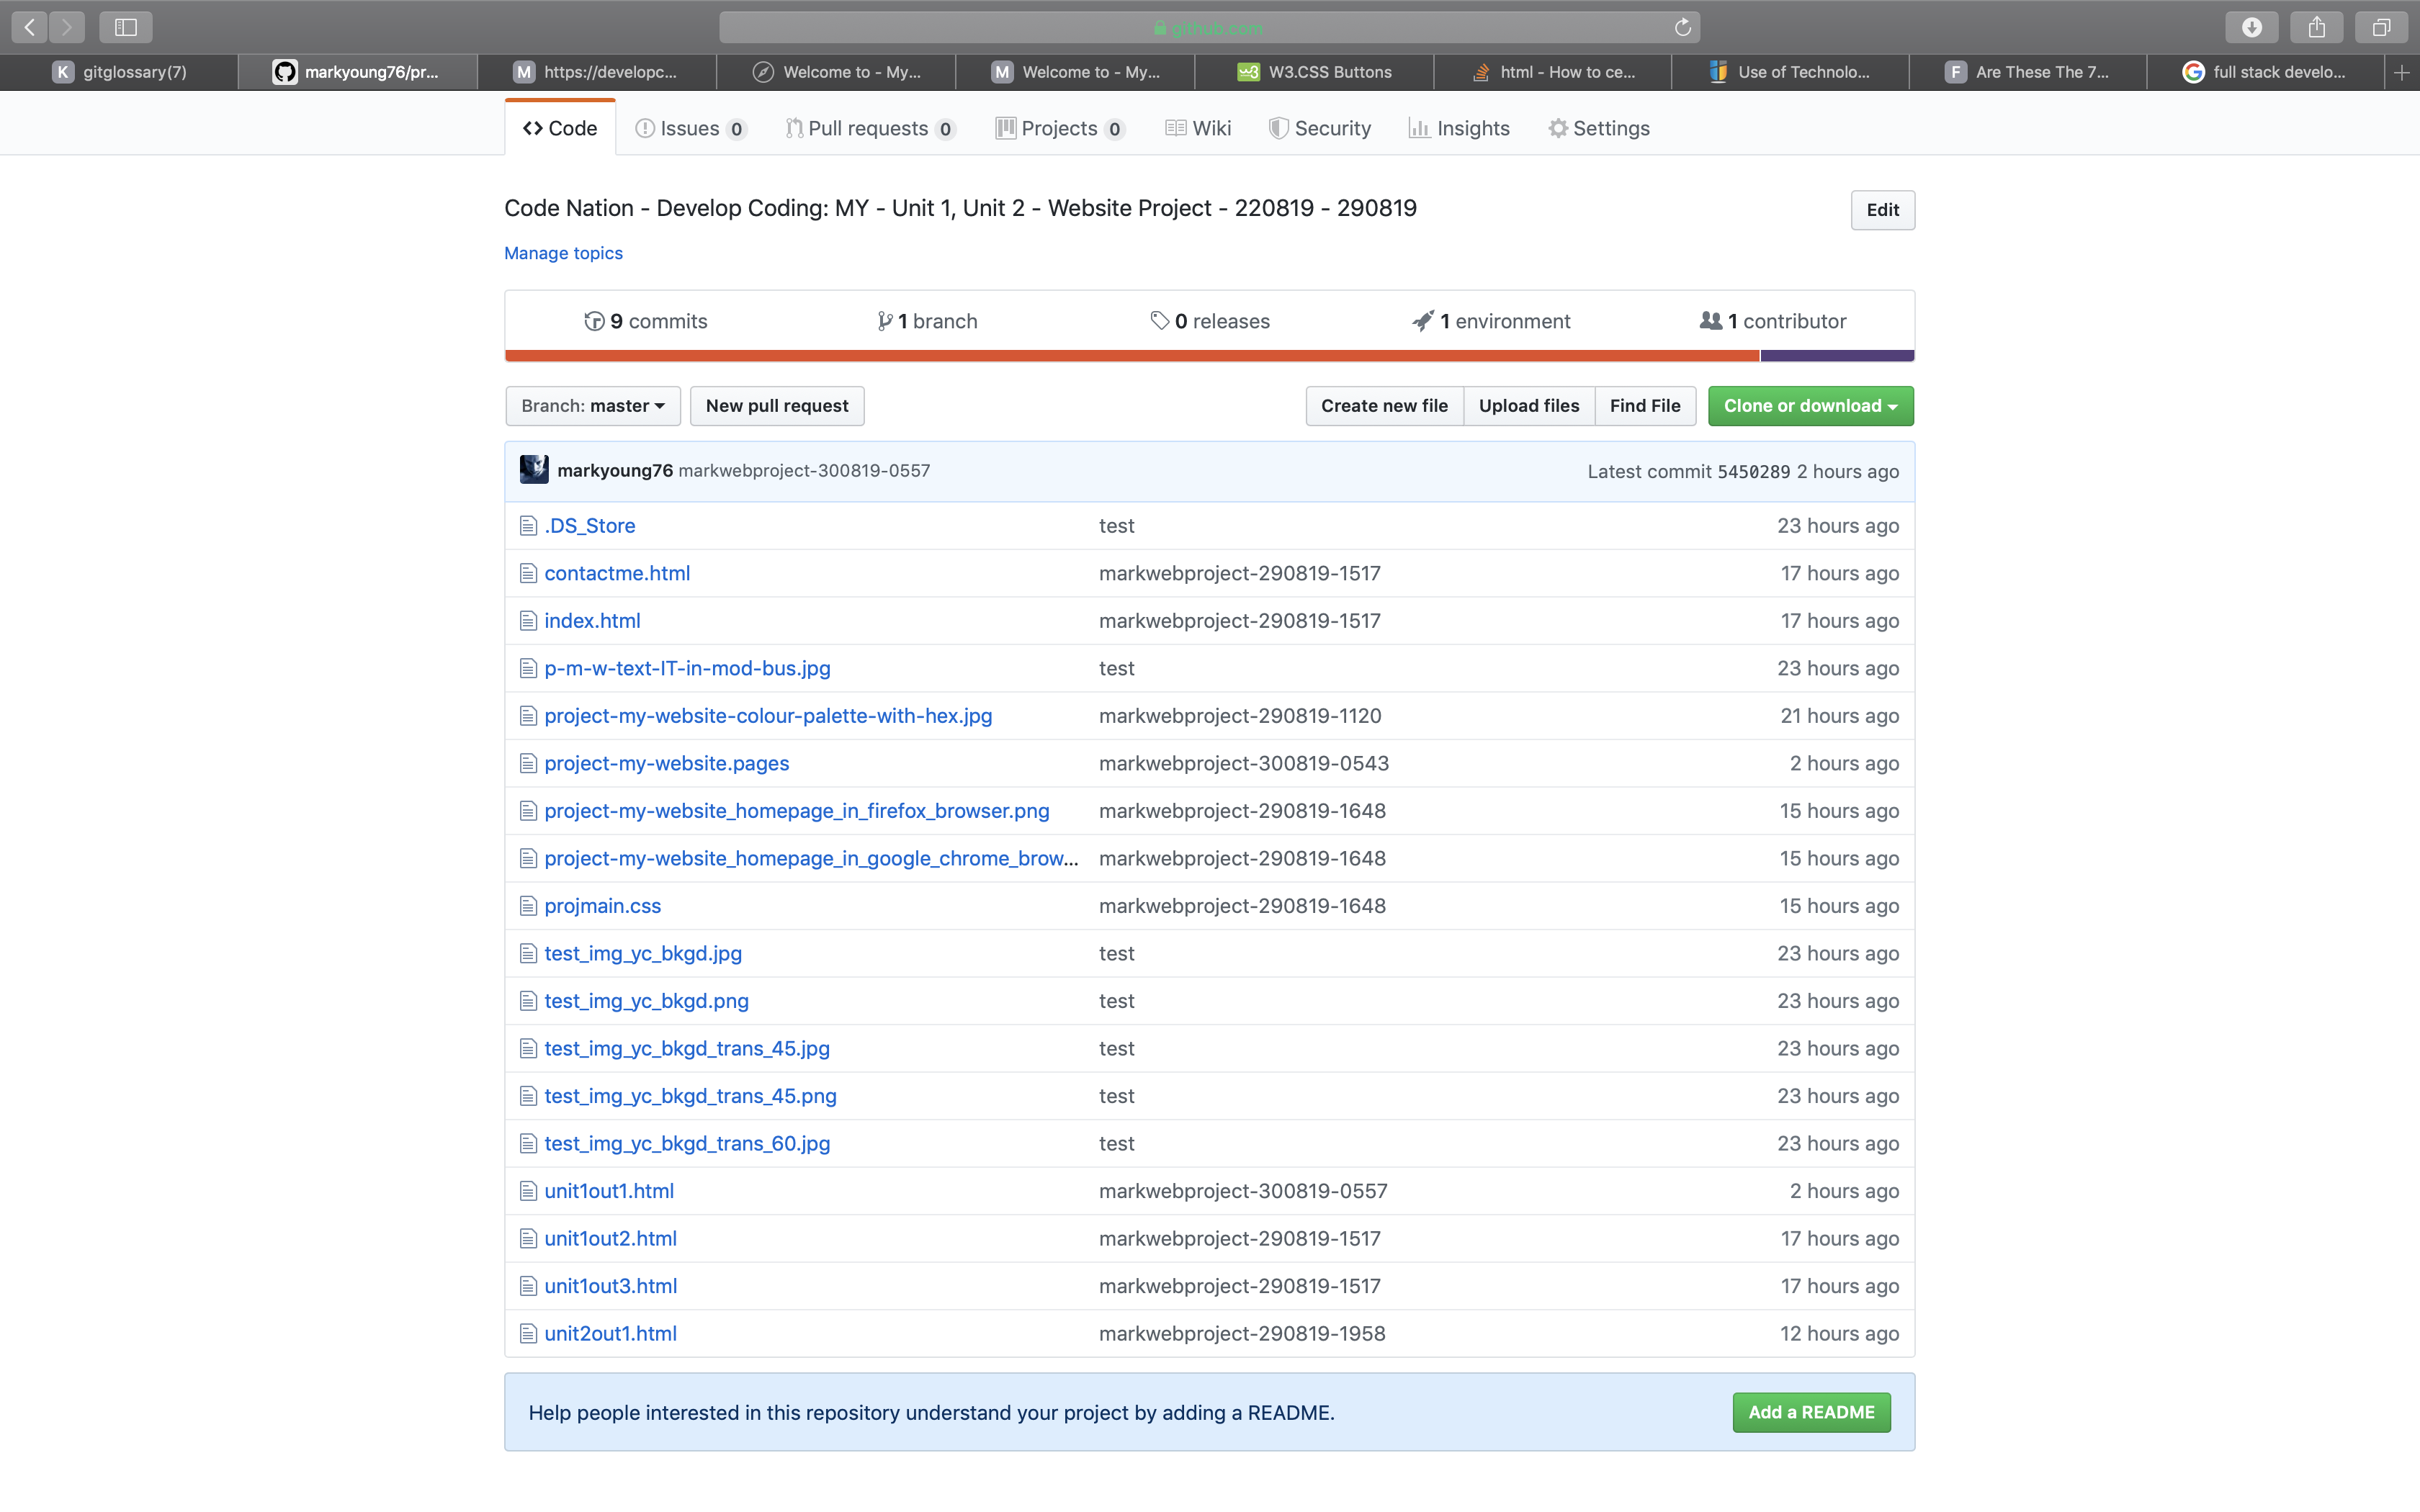 github.com
gitglossary(7)
markyoung76/pr...
https://developc...
Welcome to - My...
Welcome to - My...
W3.CSS Buttons
html - How to ce...
Use of Technolo...
Are These The 7...
full stack develo...
Code
Issues 0
Pull requests 0
Projects 0
Wiki
Security
Insights
Settings
Code Nation - Develop Coding: MY - Unit 1, Unit 2 - Website Project - 220819 - 290819
Edit
Manage topics
9 commits
1 branch
0 releases
1 environment
1 contributor
Branch: master
New pull request
Create new file
Upload files
Find File
Clone or download
markyoung76 markwebproject-300819-0557
Latest commit 5450289 2 hours ago
.DS_Store test 23 hours ago
contactme.html markwebproject-290819-1517 17 hours ago
index.html markwebproject-290819-1517 17 hours ago
p-m-w-text-IT-in-mod-bus.jpg test 23 hours ago
project-my-website-colour-palette-with-hex.jpg markwebproject-290819-1120 21 hours ago
project-my-website.pages markwebproject-300819-0543 2 hours ago
project-my-website_homepage_in_firefox_browser.png markwebproject-290819-1648 15 hours ago
project-my-website_homepage_in_google_chrome_brow... markwebproject-290819-1648 15 hours ago
projmain.css markwebproject-290819-1648 15 hours ago
test_img_yc_bkgd.jpg test 23 hours ago
test_img_yc_bkgd.png test 23 hours ago
test_img_yc_bkgd_trans_45.jpg test 23 hours ago
test_img_yc_bkgd_trans_45.png test 23 hours ago
test_img_yc_bkgd_trans_60.jpg test 23 hours ago
unit1out1.html markwebproject-300819-0557 2 hours ago
unit1out2.html markwebproject-290819-1517 17 hours ago
unit1out3.html markwebproject-290819-1517 17 hours ago
unit2out1.html markwebproject-290819-1958 12 hours ago
Help people interested in this repository understand your project by adding a README.
Add a README